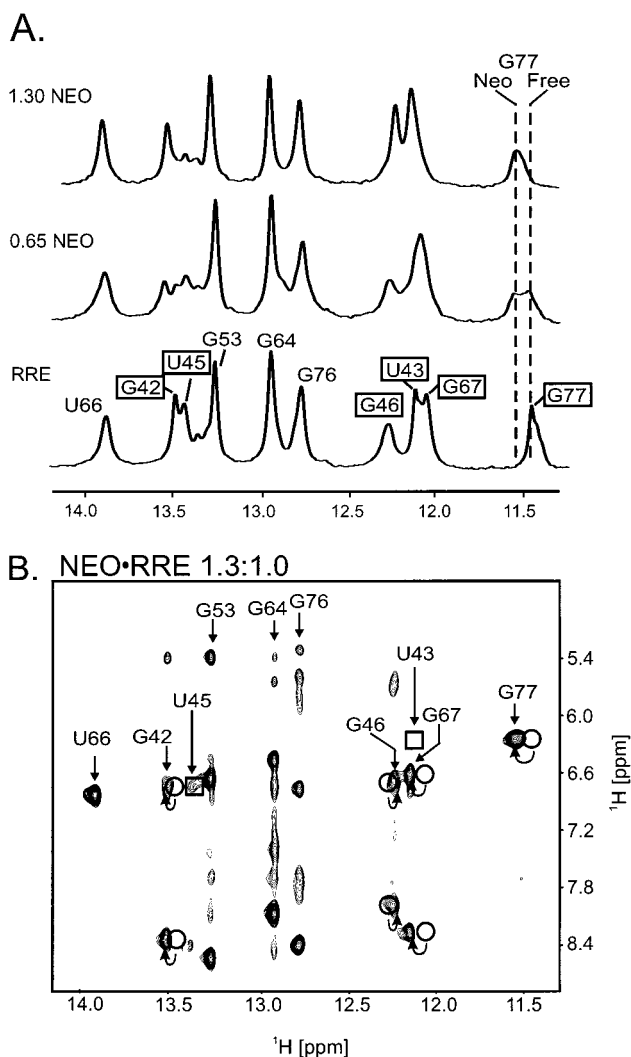 A.
G77
Neo Free
1.30 NEO
0.65 NEO
RRE
G53
G64
U45
G42
U66
G76
U43
G46
G67
G77
14.0 13.5 13.0 12.5 12.0 11.5
¹H [ppm]
B. NEO•RRE 1.3:1.0
G53 G64 G76
U43
U45
U66 G42
G46 G67
G77
5.4
6.0
6.6
7.2
7.8
8.4
¹H [ppm]
14.0 13.5 13.0 12.5 12.0 11.5
¹H [ppm]